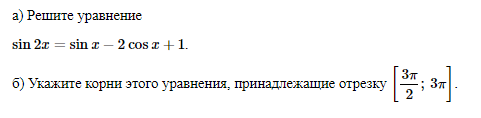 а) Решите уравнение
sin 2x = sin x − 2 cos x + 1.
б) Укажите корни этого уравнения, принадлежащие отрезку [3π/2; 3π].